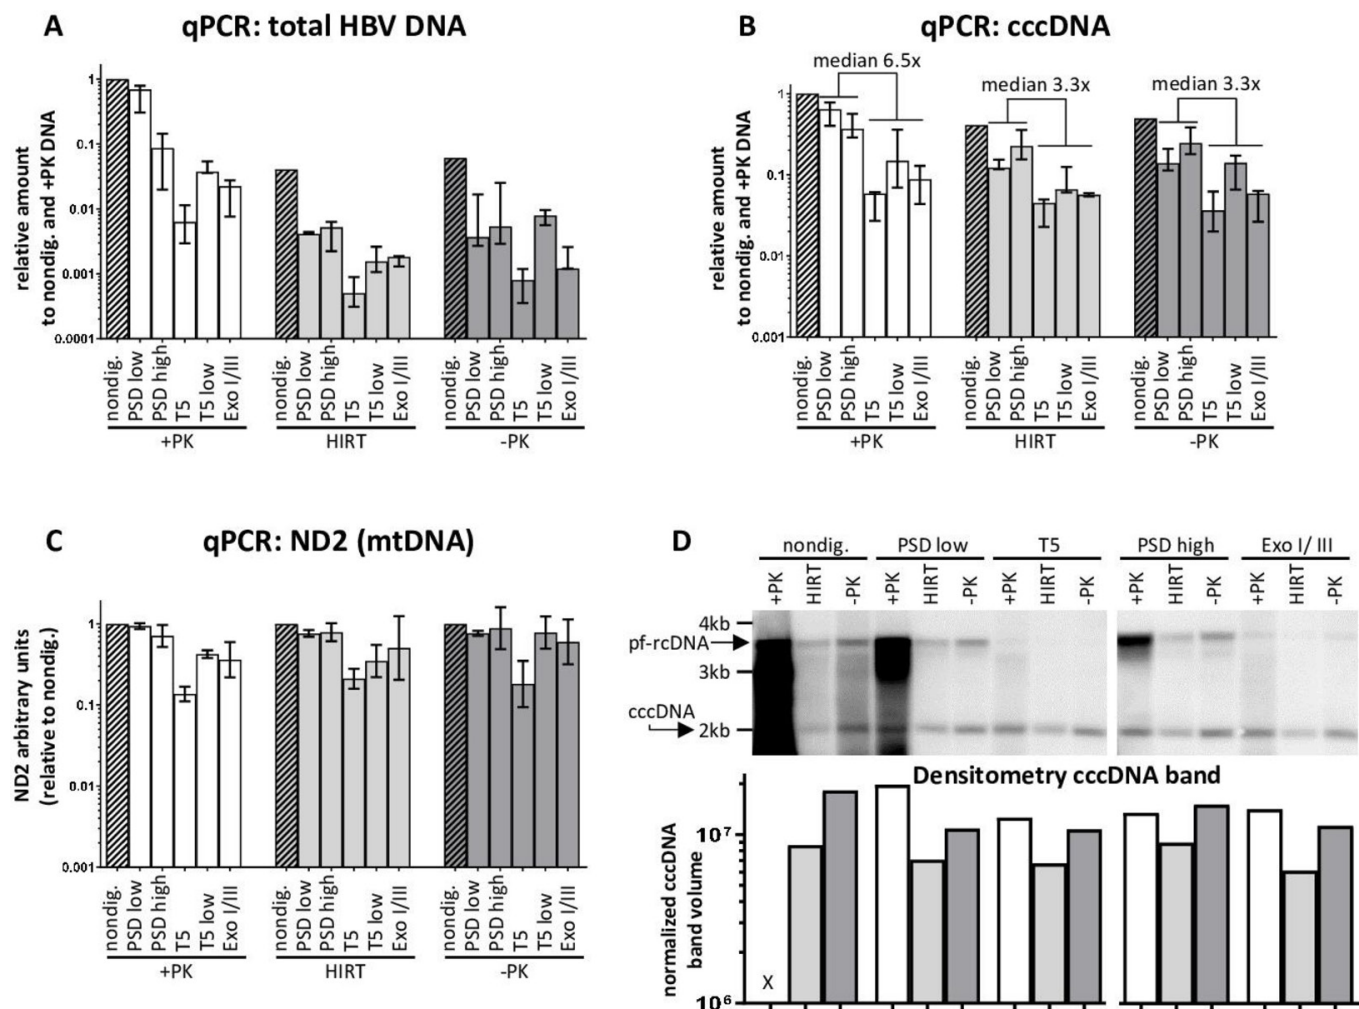 A qPCR: total HBV DNA
relative amount
to nondig. and +PK DNA
1
0.1
0.01
0.001
0.0001
nondig. PSD low PSD high T5 T5 low Exo I/III nondig. PSD low PSD high T5 T5 low Exo I/III nondig. PSD low PSD high T5 T5 low Exo I/III
+PK HIRT -PK
B qPCR: cccDNA
median 6.5x median 3.3x median 3.3x
relative amount
to nondig. and +PK DNA
1
0.1
0.01
0.001
nondig. PSD low PSD high T5 T5 low Exo I/III nondig. PSD low PSD high T5 T5 low Exo I/III nondig. PSD low PSD high T5 T5 low Exo I/III
+PK HIRT -PK
C qPCR: ND2 (mtDNA)
ND2 arbitrary units
(relative to nondig.)
1
0.1
0.01
0.001
nondig. PSD low PSD high T5 T5 low Exo I/III nondig. PSD low PSD high T5 T5 low Exo I/III nondig. PSD low PSD high T5 T5 low Exo I/III
+PK HIRT -PK
D
nondig. PSD low T5 PSD high Exo I/ III
+PK HIRT -PK +PK HIRT -PK +PK HIRT -PK +PK HIRT -PK +PK HIRT -PK
4kb
pf-rcDNA
3kb
cccDNA
2kb
Densitometry cccDNA band
normalized cccDNA
band volume
10⁷
10⁶
X